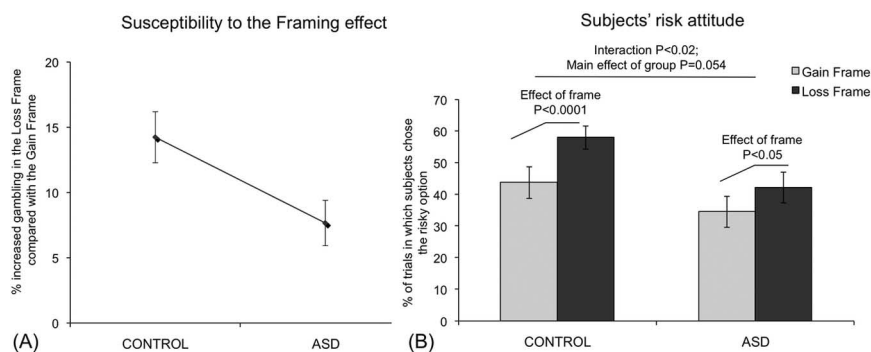 Susceptibility to the Framing effect
% increased gambling in the Loss Frame
compared with the Gain Frame
20
15
10
5
0
(A)
CONTROL
ASD
Subjects' risk attitude
Interaction P<0.02;
Main effect of group P=0.054
Gain Frame
Loss Frame
Effect of frame
P<0.0001
Effect of frame
P<0.05
% of trials in which subjects chose
the risky option
70
60
50
40
30
20
10
0
(B)
CONTROL
ASD